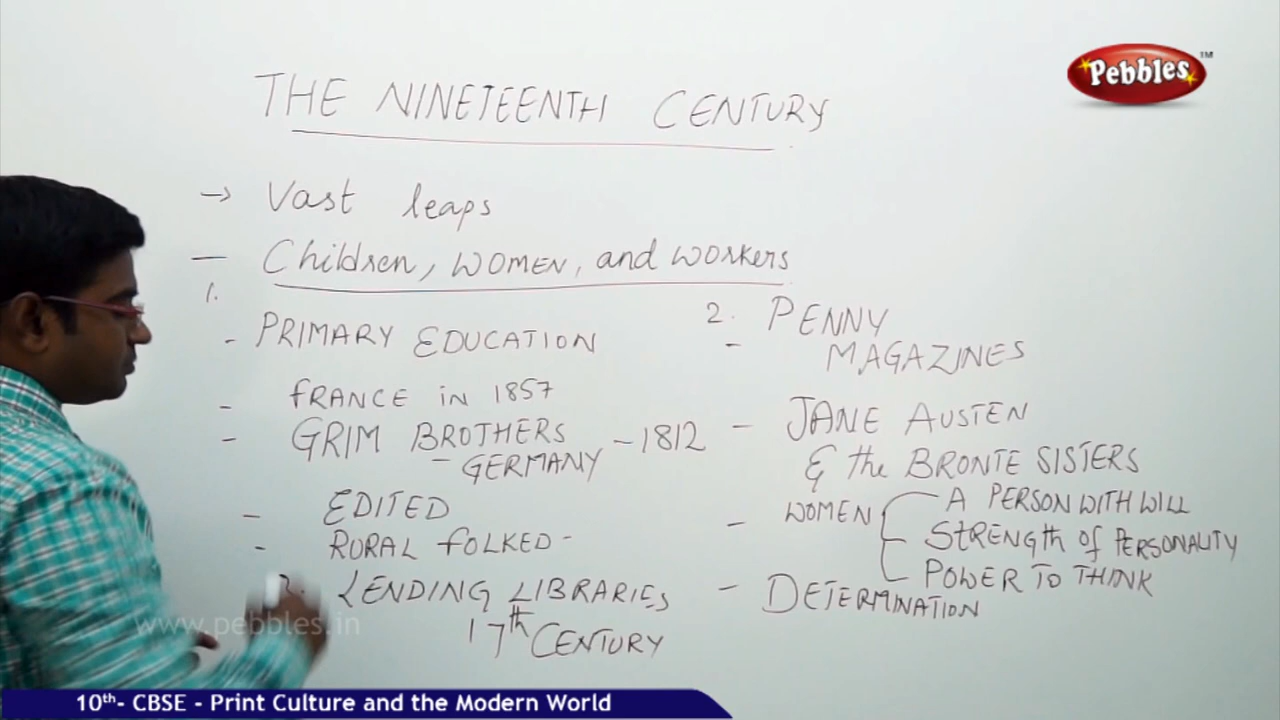 Pebbles™
THE NINETEENTH CENTURY
→ Vast leaps
— Children, WOMEN, and workers
1.
- PRIMARY EDUCATION
- FRANCE in 1857
- GRIM BROTHERS - 1812
- GERMANY
- EDITED
- RURAL FOLKED -
LENDING LIBRARIES
17th CENTURY
2. PENNY
- MAGAZINES
- JANE AUSTEN
& the BRONTE SISTERS
- WOMEN - A PERSON WITH WILL
- STRENGTH OF PERSONALITY
- POWER TO THINK
- DETERMINATION
www.pebbles.in
10th- CBSE - Print Culture and the Modern World